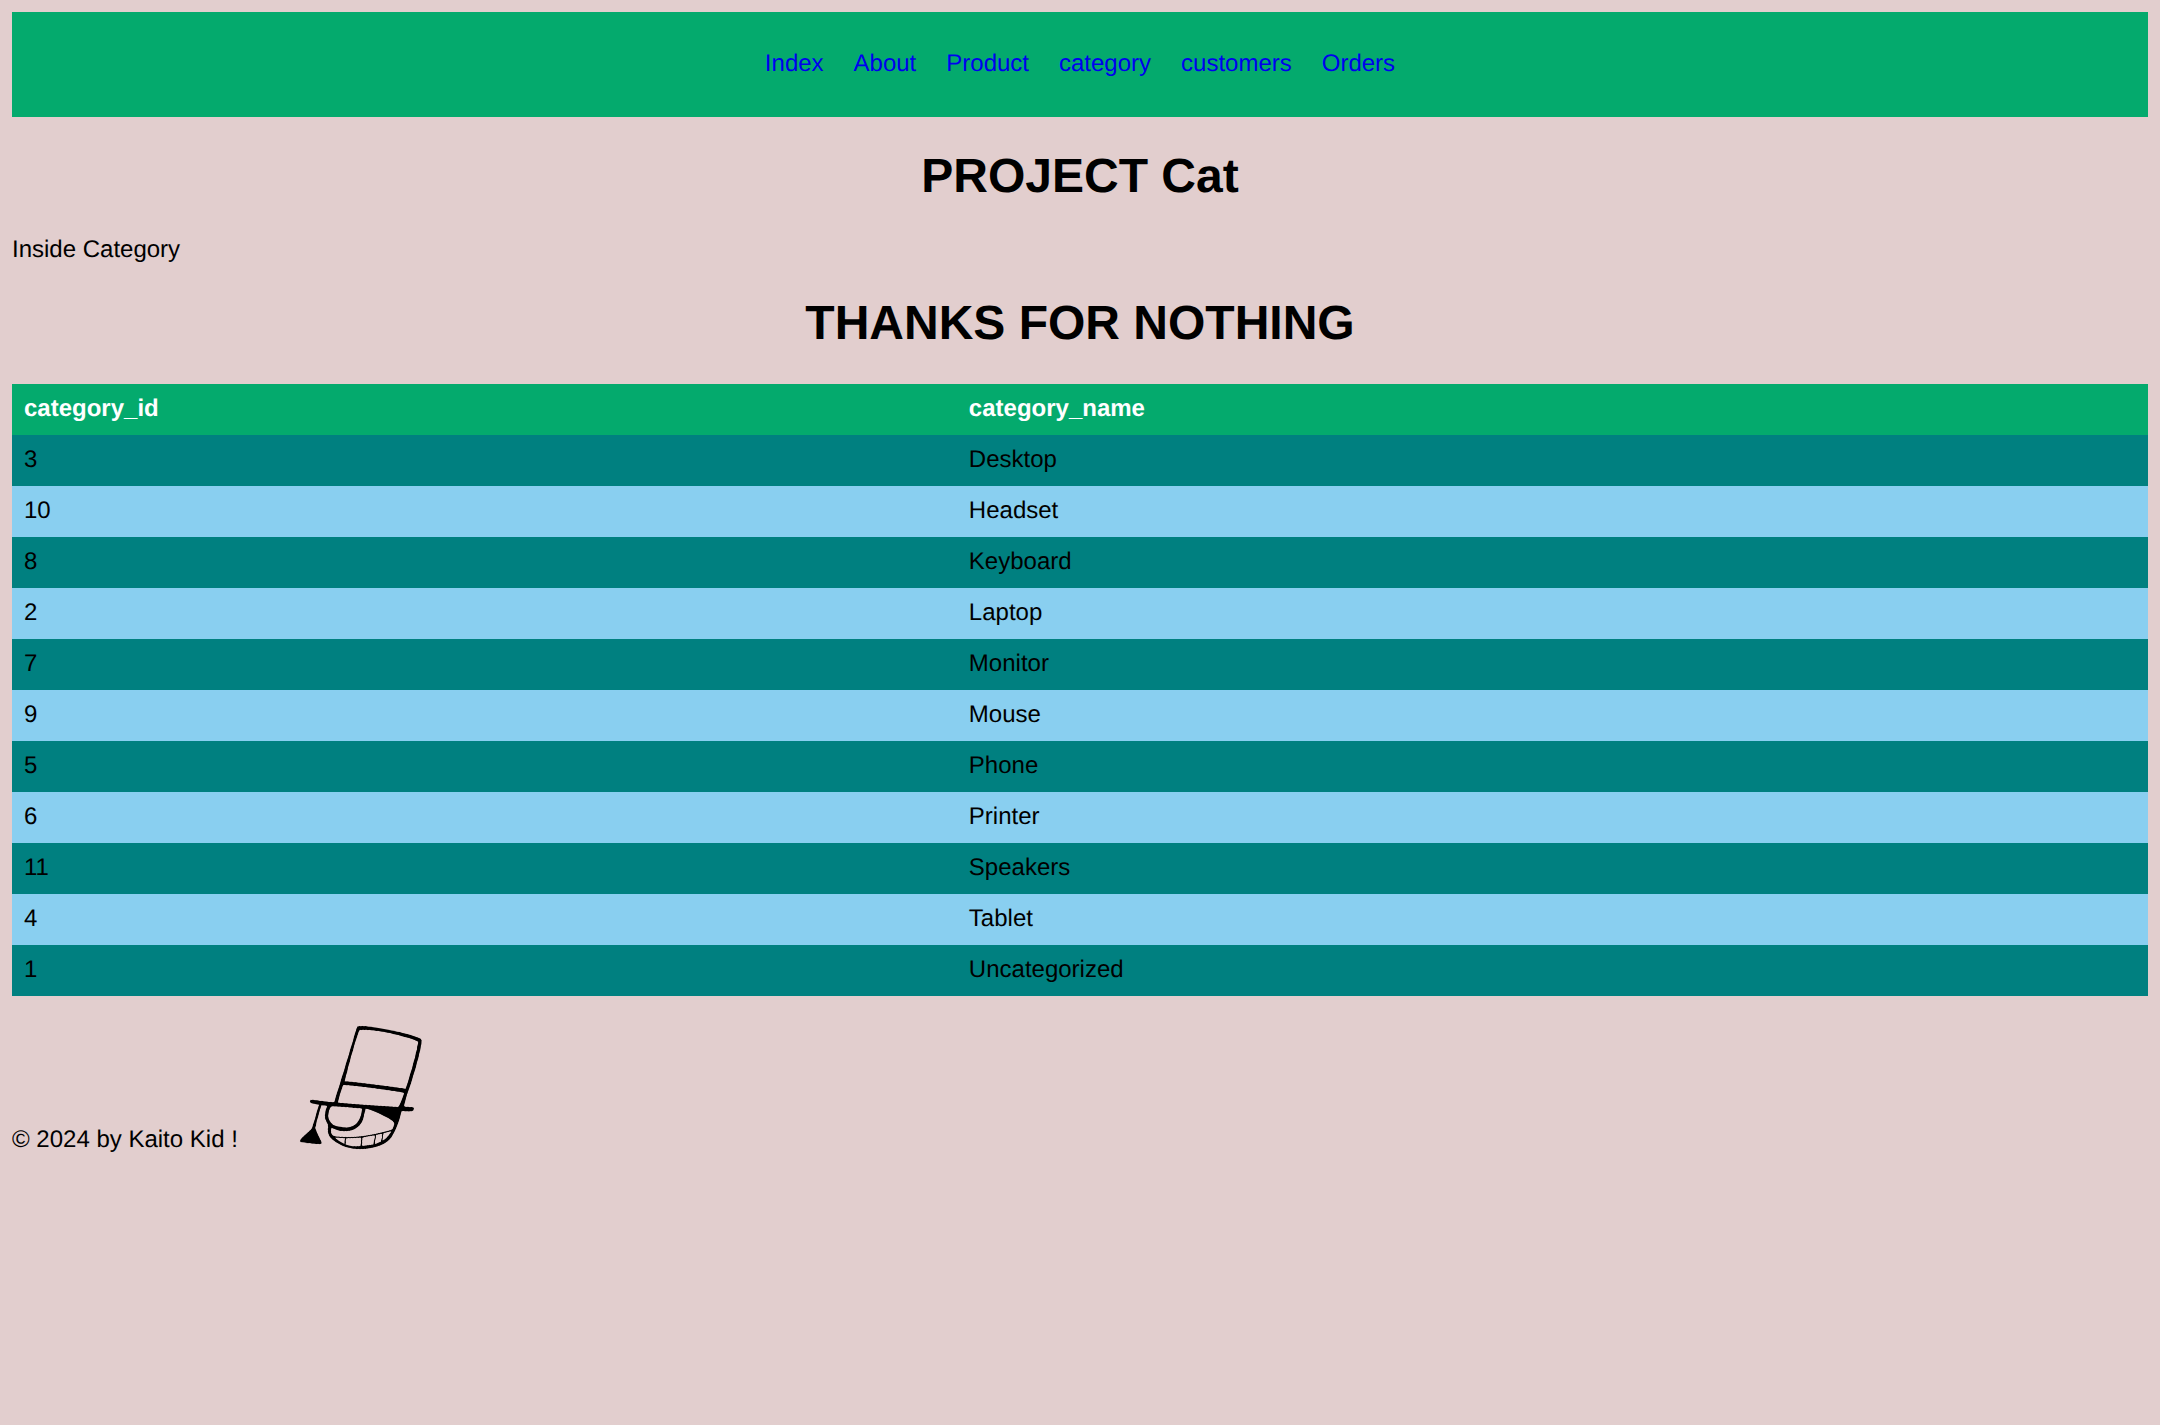 Index About Product category customers Orders
PROJECT Cat
Inside Category
THANKS FOR NOTHING
category_id category_name
3 Desktop
10 Headset
8 Keyboard
2 Laptop
7 Monitor
9 Mouse
5 Phone
6 Printer
11 Speakers
4 Tablet
1 Uncategorized
© 2024 by Kaito Kid !